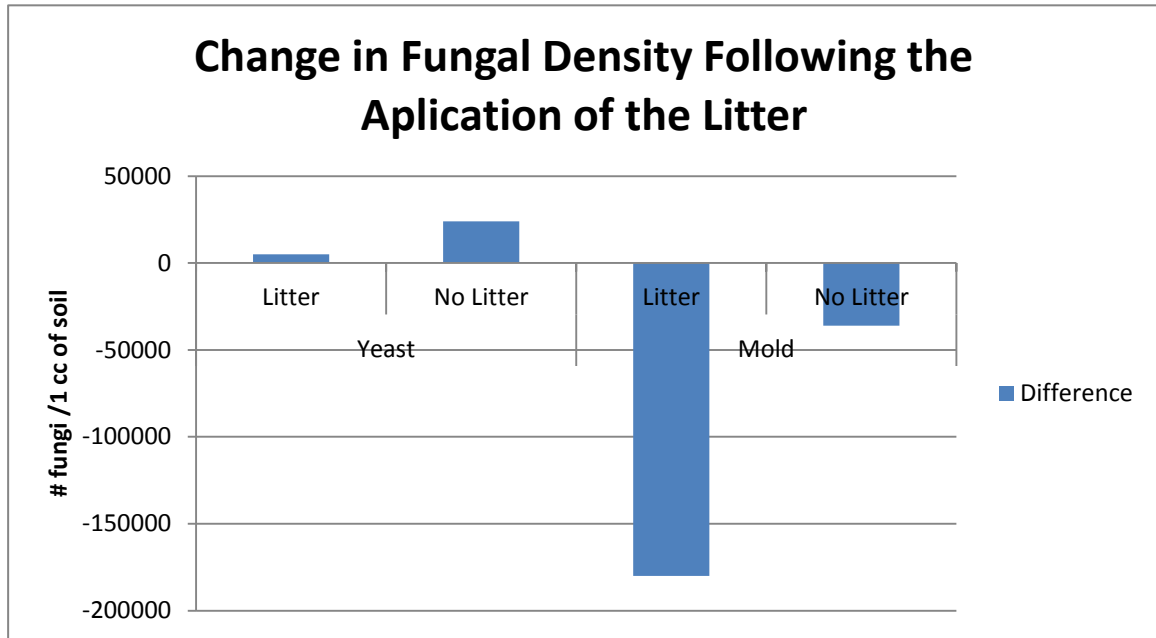 Change in Fungal Density Following the
Aplication of the Litter
# fungi /1 cc of soil
50000
0
-50000
-100000
-150000
-200000
Litter No Litter Litter No Litter
Yeast Mold
Difference